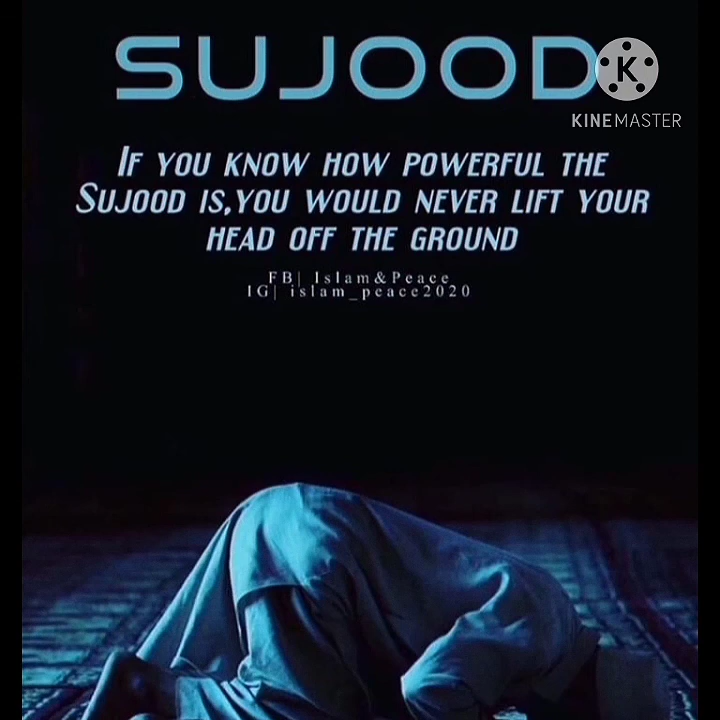 SUJOOD
K
KINEMASTER
IF YOU KNOW HOW POWERFUL THE
SUJOOD IS,YOU WOULD NEVER LIFT YOUR
HEAD OFF THE GROUND
FB| Islam&Peace
IG| islam_peace2020